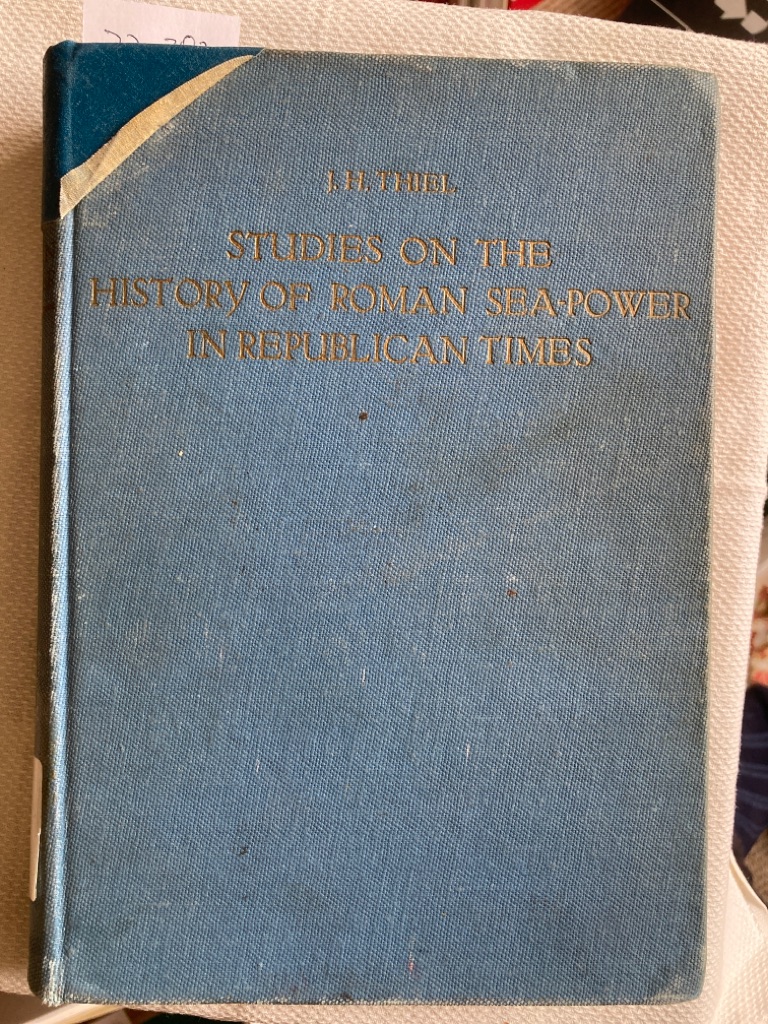 J. H. THIEL
STUDIES ON THE
HISTORY OF ROMAN SEA-POWER
IN REPUBLICAN TIMES